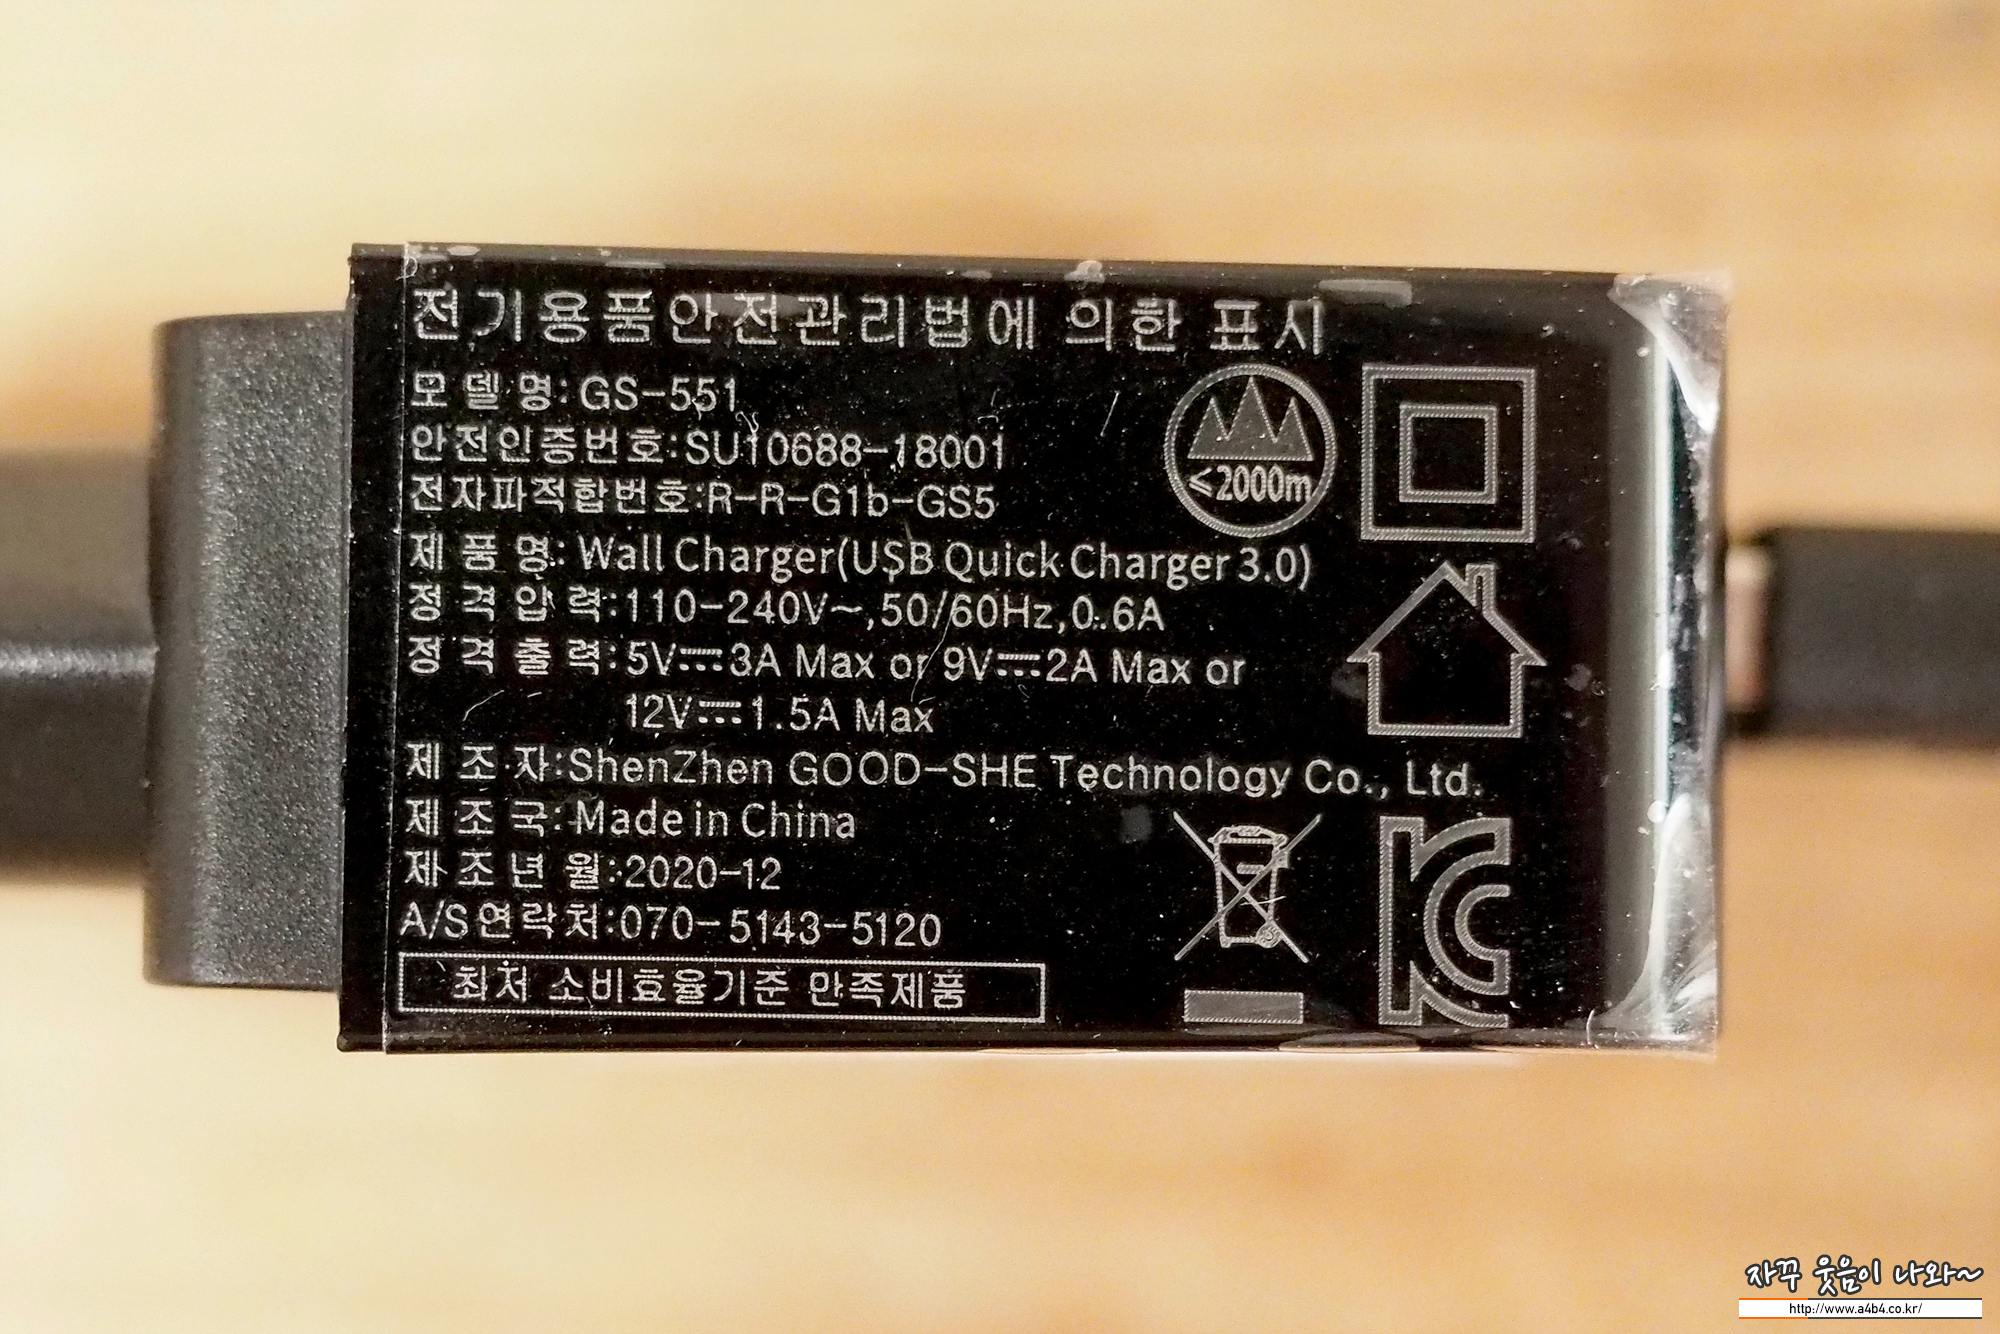 전기용품안전관리법에 의한 표시
모 델 명: GS-551
안전인증번호:SU10688-18001
전자파적합번호:R-R-G1b-GS5
제 품 명: Wall Charger(USB Quick Charger 3.0)
정 격 입 력:110-240V~,50/60Hz,0.6A
정 격 출 력:5V⎓3A Max or 9V⎓2A Max or
12V⎓1.5A Max
제 조 자:ShenZhen GOOD-SHE Technology Co., Ltd.
제 조 국: Made in China
제 조 년 월:2020-12
A/S연락처:070-5143-5120
최저 소비효율기준 만족제품
≤2000m
자꾸 웃음이 나와~
http://www.a4b4.co.kr/